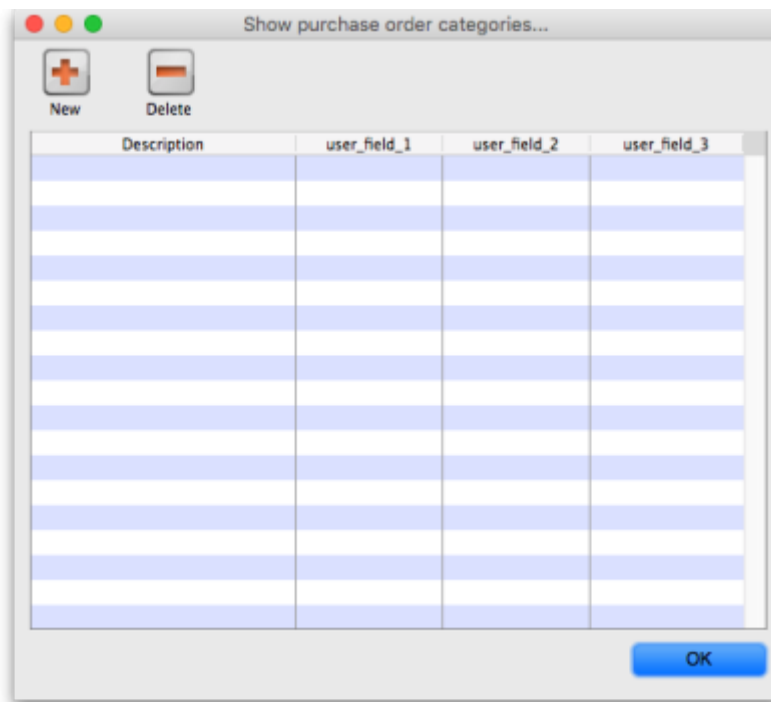 Show purchase order categories...
New Delete
Description user_field_1 user_field_2 user_field_3
OK